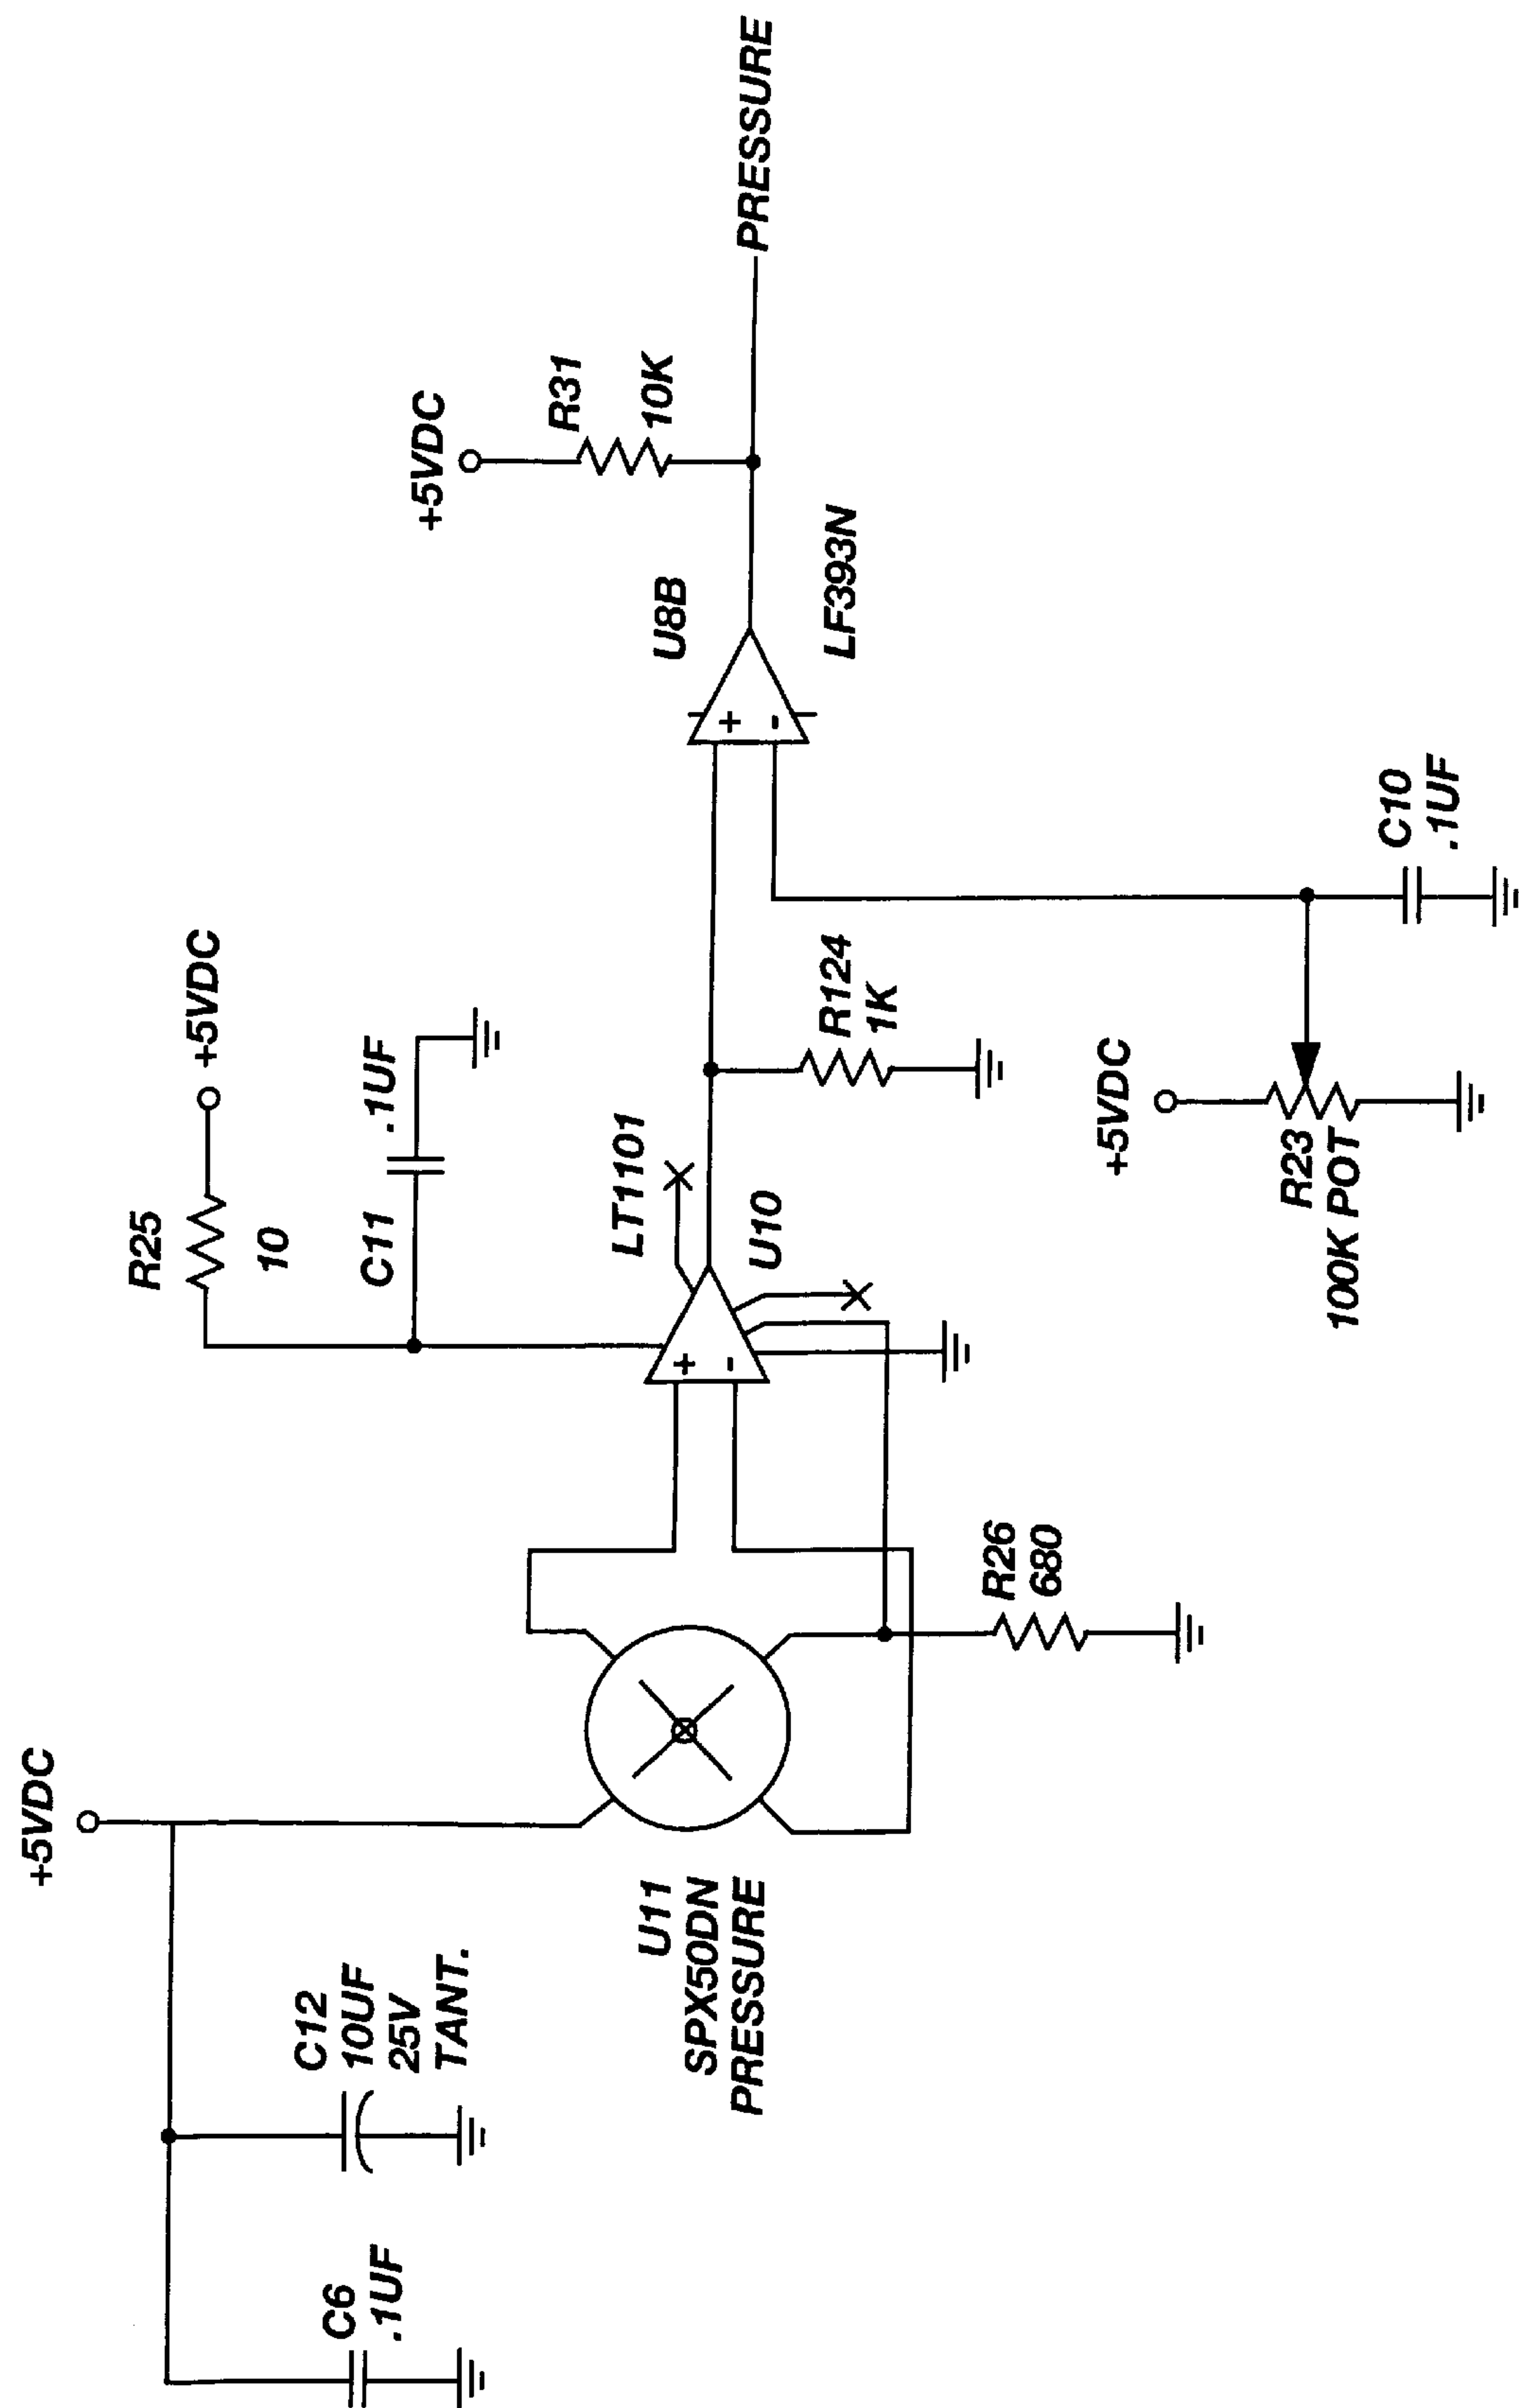 +5VDC
C6
.1UF
C12
10UF
25V
TANT.
U11
SPX50DN
PRESSURE
R26
680
R25
10
+5VDC
C11
.1UF
+
-
LT1101
U10
R124
1K
+5VDC
R23
100K POT
C10
.1UF
+
-
U8B
LF393N
+5VDC
R31
10K
PRESSURE